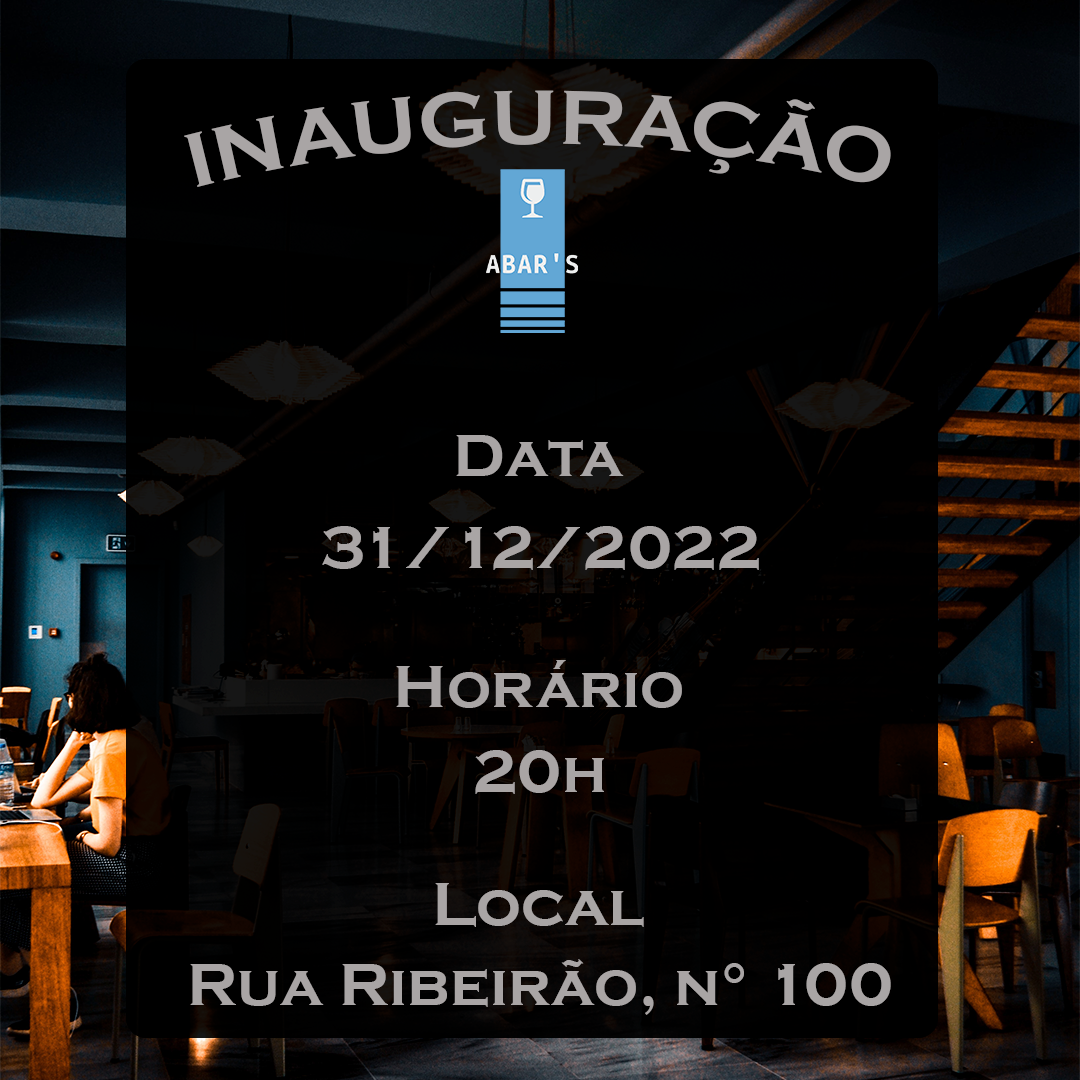 INAUGURAÇÃO
ABAR'S
DATA
31/12/2022
HORÁRIO
20H
LOCAL
RUA RIBEIRÃO, N° 100